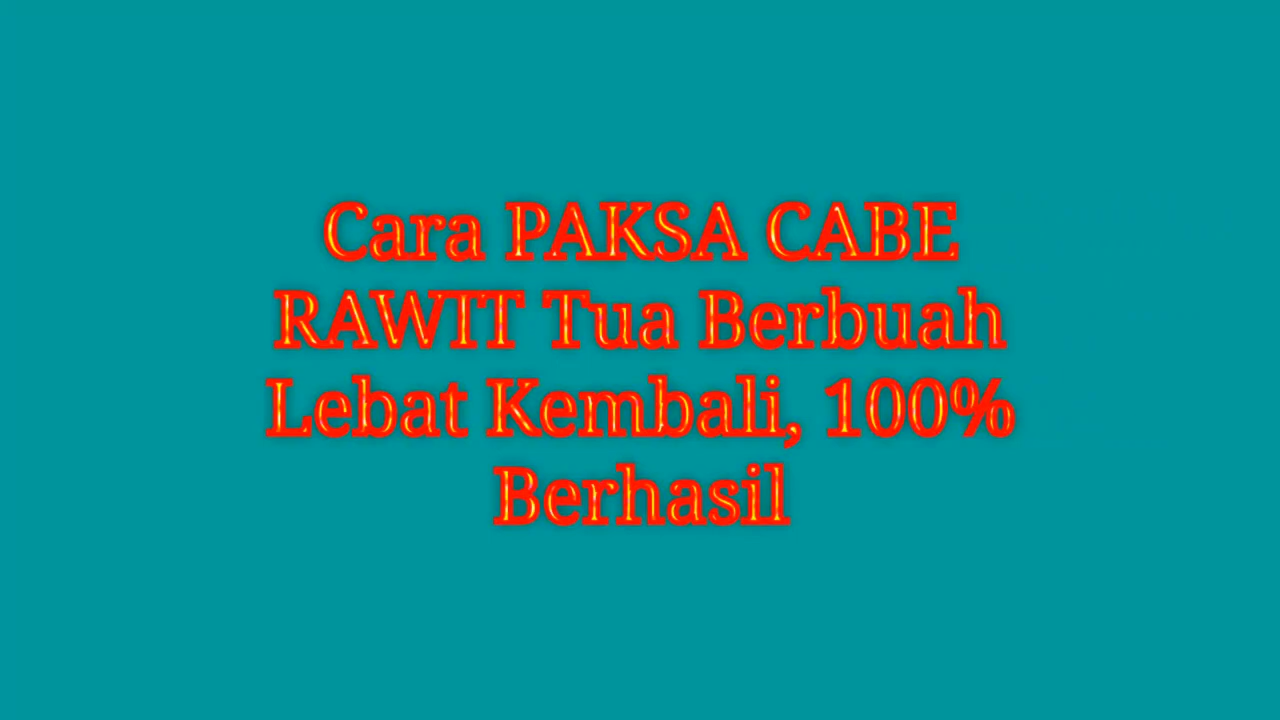 Cara PAKSA CABE
RAWIT Tua Berbuah
Lebat Kembali, 100%
Berhasil